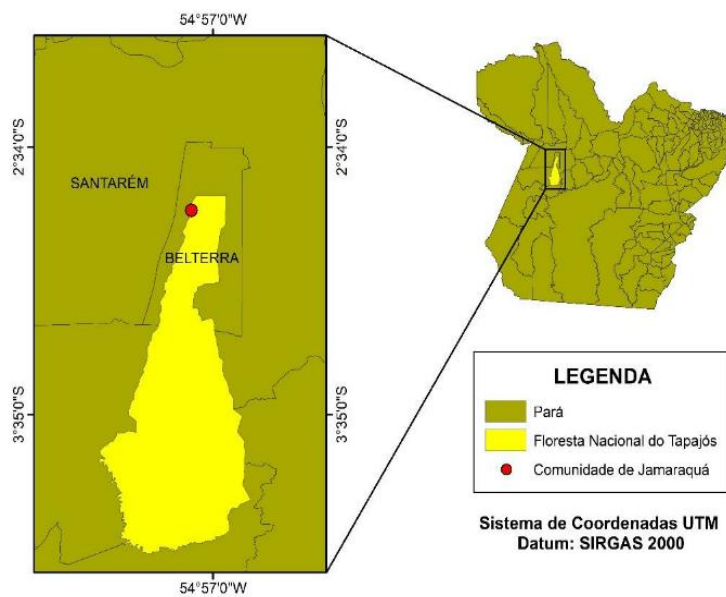 54°57'0"W
2°34'0"S
2°34'0"S
SANTARÉM
BELTERRA
3°35'0"S
3°35'0"S
54°57'0"W
LEGENDA
Pará
Floresta Nacional do Tapajós
Comunidade de Jamaraquá
Sistema de Coordenadas UTM
Datum: SIRGAS 2000